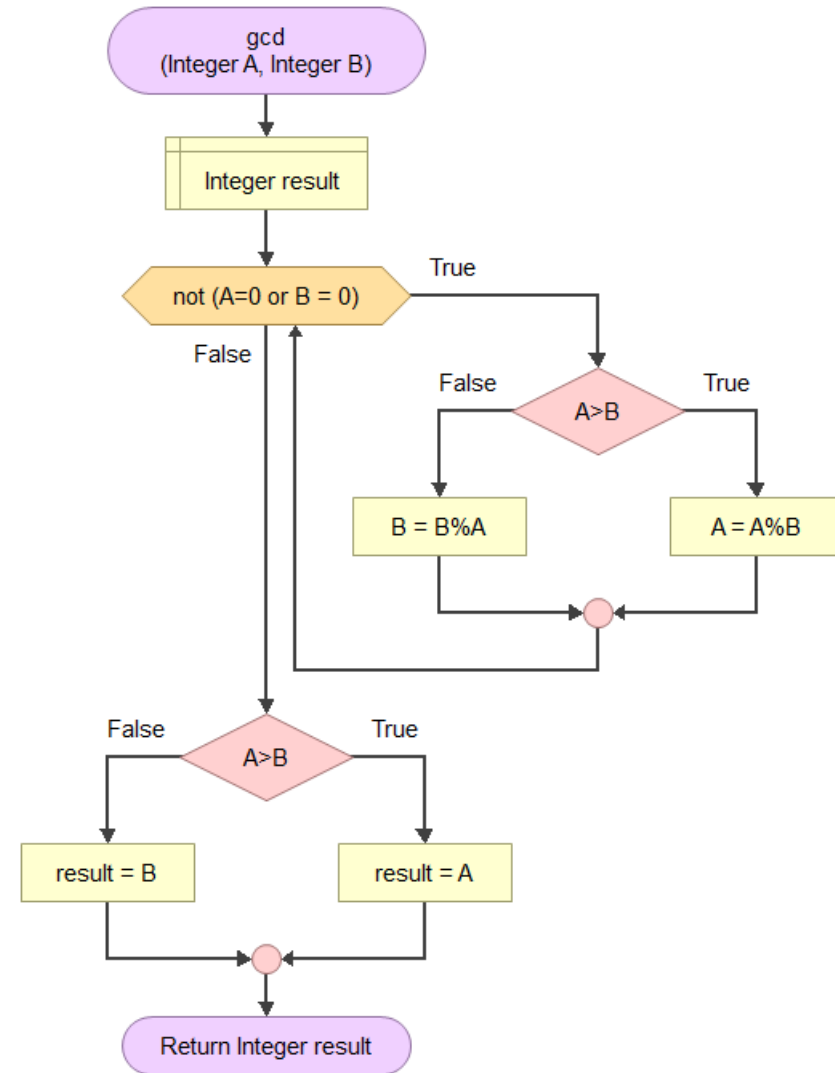 gcd
(Integer A, Integer B)
Integer result
not (A=0 or B = 0)
True
False
False
True
A>B
B = B%A
A = A%B
False
True
A>B
result = B
result = A
Return Integer result